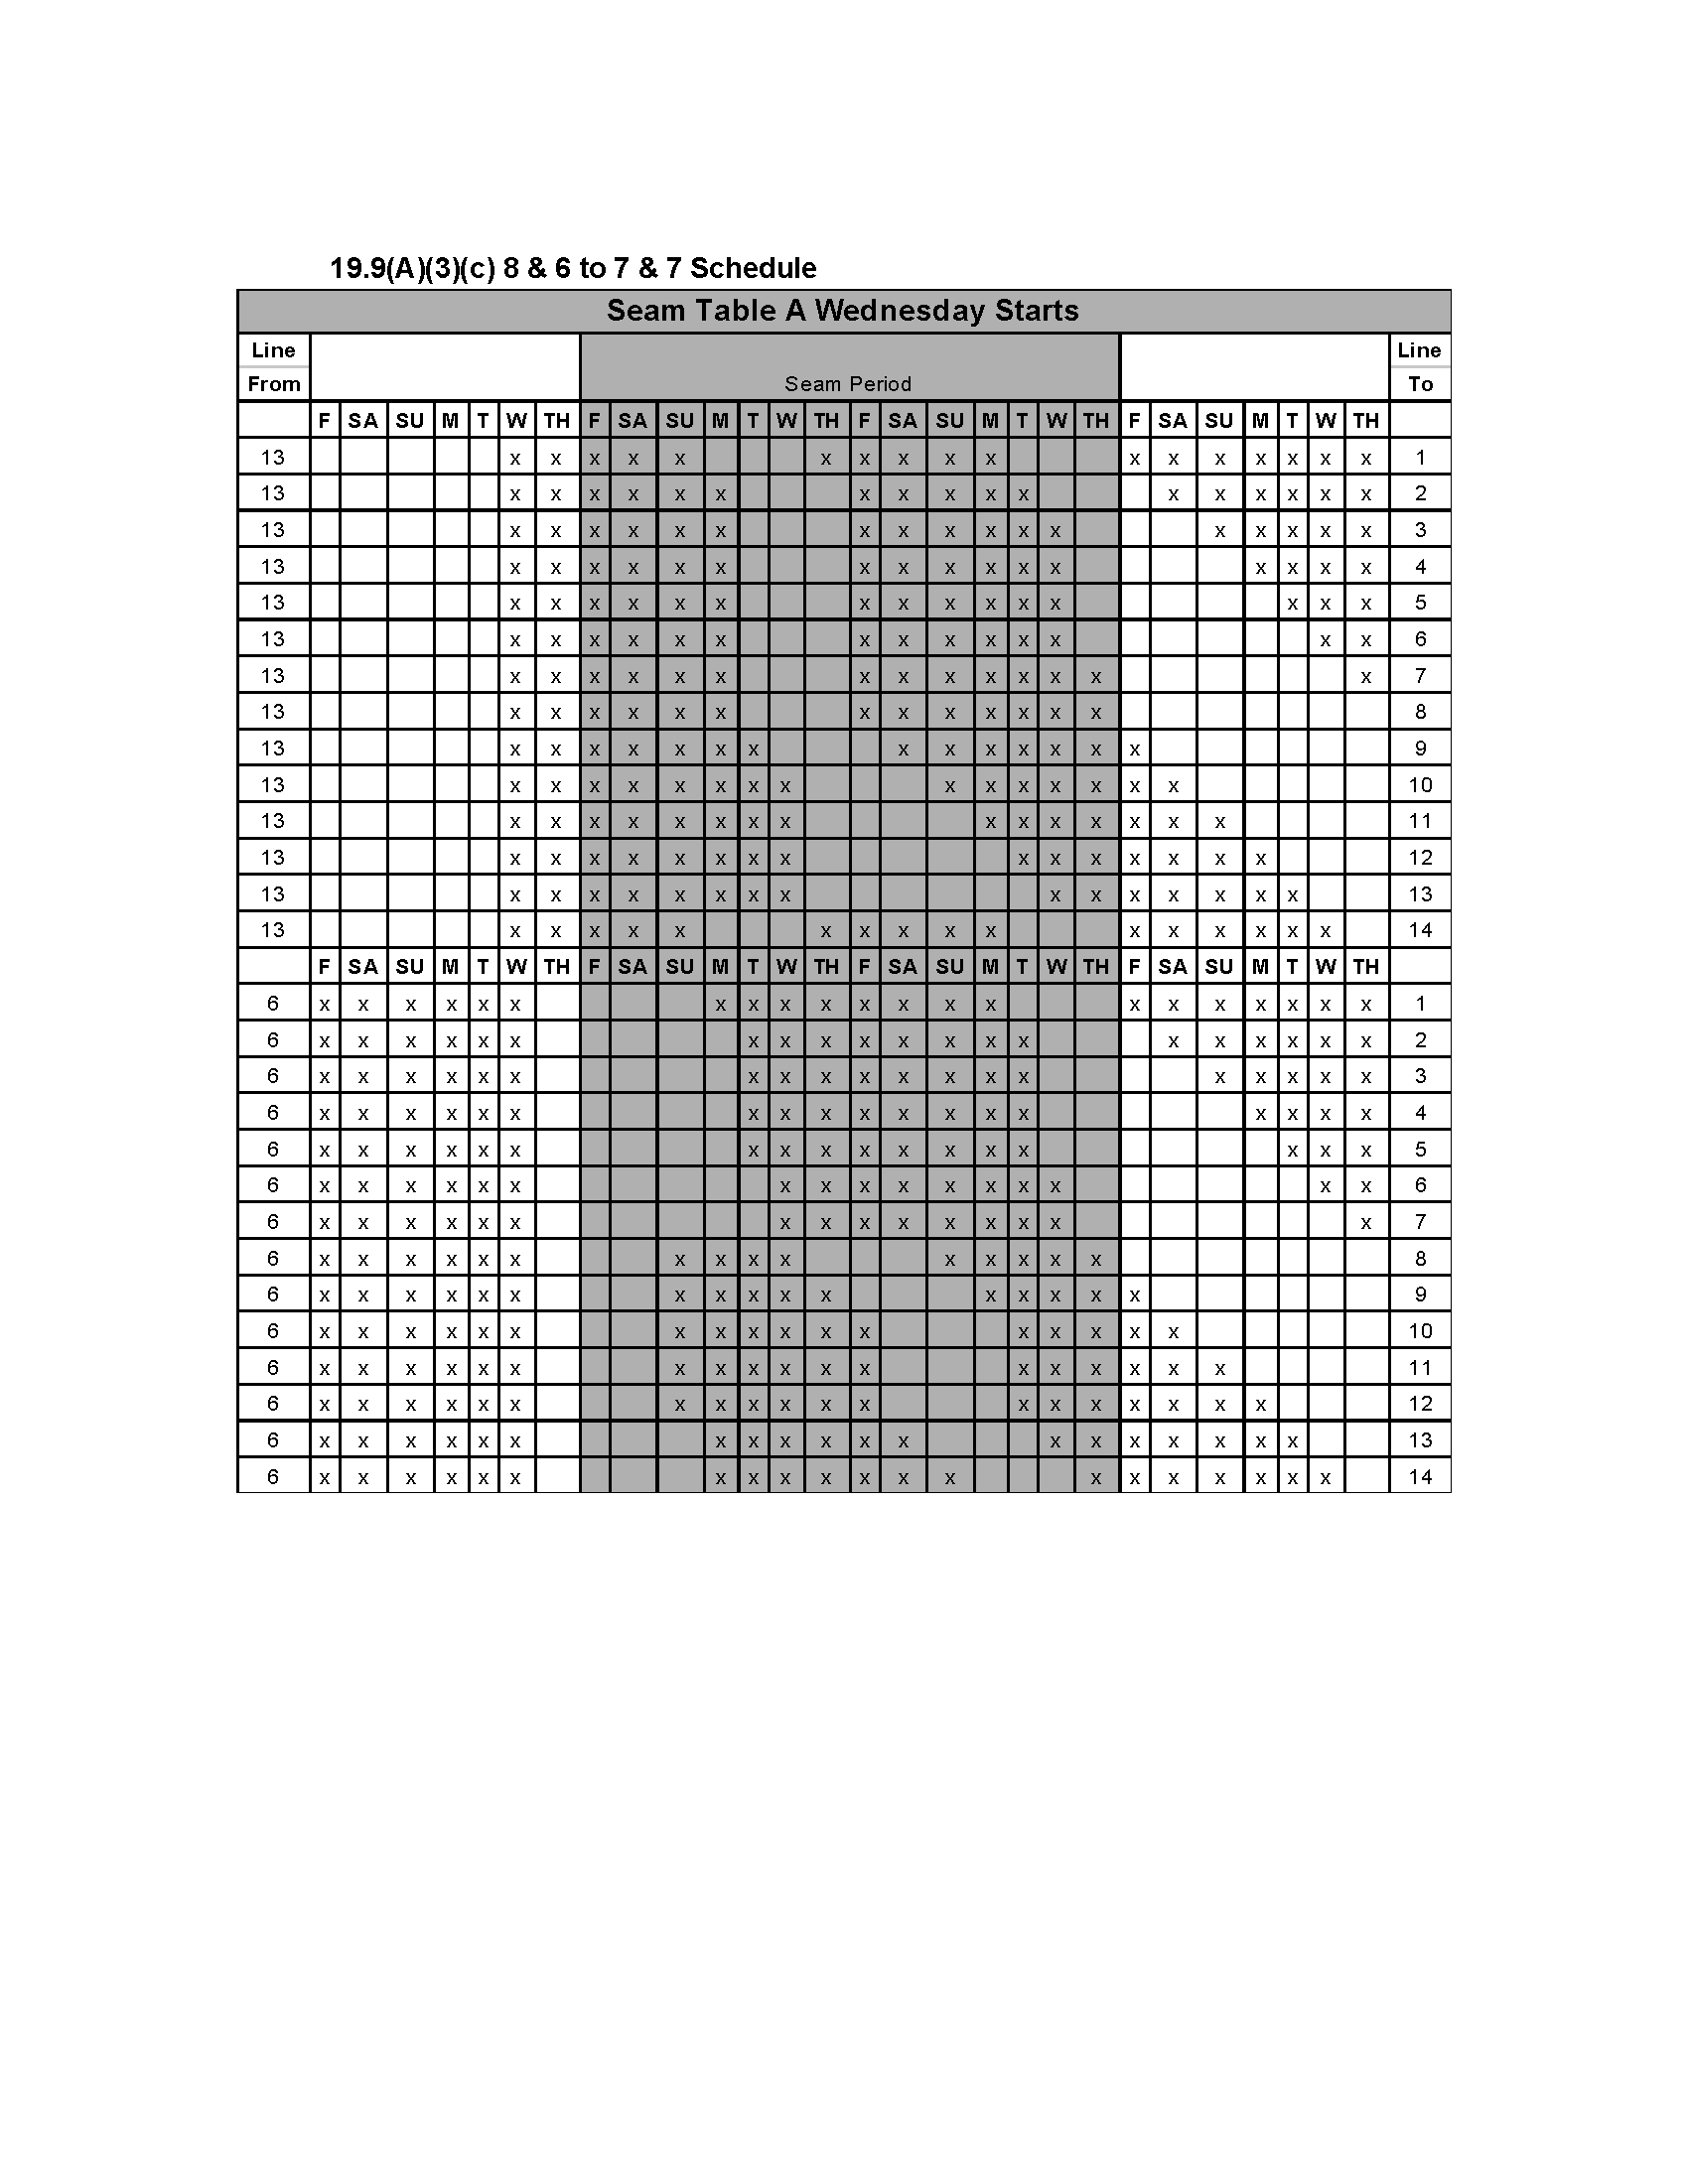 19.9(A)(3)(c) 8 & 6 to 7 & 7 Schedule
Seam Table A Wednesday Starts
Line Line
From Seam Period To
F SA SU M T W TH F SA SU M T W TH F SA SU M T W TH F SA SU M T W TH
13 x x x x x x x x x x x x x x x x x x 1
13 x x x x x x x x x x x x x x x x x 2
13 x x x x x x x x x x x x x x x x x 3
13 x x x x x x x x x x x x x x x x 4
13 x x x x x x x x x x x x x x x 5
13 x x x x x x x x x x x x x x 6
13 x x x x x x x x x x x x x x 7
13 x x x x x x x x x x x x x 8
13 x x x x x x x x x x x x x x 9
13 x x x x x x x x x x x x x x x 10
13 x x x x x x x x x x x x x x x 11
13 x x x x x x x x x x x x x x x 12
13 x x x x x x x x x x x x x x x 13
13 x x x x x x x x x x x x x x x x 14
F SA SU M T W TH F SA SU M T W TH F SA SU M T W TH F SA SU M T W TH
6 x x x x x x x x x x x x x x x x x x x x x 1
6 x x x x x x x x x x x x x x x x x x x x 2
6 x x x x x x x x x x x x x x x x x x x 3
6 x x x x x x x x x x x x x x x x x x 4
6 x x x x x x x x x x x x x x x x x 5
6 x x x x x x x x x x x x x x x x 6
6 x x x x x x x x x x x x x x x 7
6 x x x x x x x x x x x x x x x 8
6 x x x x x x x x x x x x x x x x 9
6 x x x x x x x x x x x x x x x x x 10
6 x x x x x x x x x x x x x x x x x x 11
6 x x x x x x x x x x x x x x x x x x x 12
6 x x x x x x x x x x x x x x x x x x x 13
6 x x x x x x x x x x x x x x x x x x x x 14